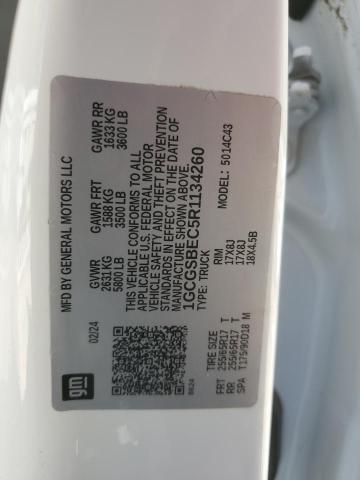 MFD BY GENERAL MOTORS LLC
02/24
GVWR
2631 KG
5800 LB
GAWR FRT
1588 KG
3500 LB
GAWR RR
1633 KG
3600 LB
THIS VEHICLE CONFORMS TO ALL
APPLICABLE U.S. FEDERAL MOTOR
VEHICLE SAFETY AND THEFT PREVENTION
STANDARDS IN EFFECT ON THE DATE OF
MANUFACTURE SHOWN ABOVE.
1GCGSBEC5R1134260
TYPE: TRUCK
MODEL: 5O14C43
gm
TIRE SIZE
RIM
FRT 255/65R17 T 17X8J
RR 255/65R17 T 17X8J
SPA T175/90D18 M 18X4.5B